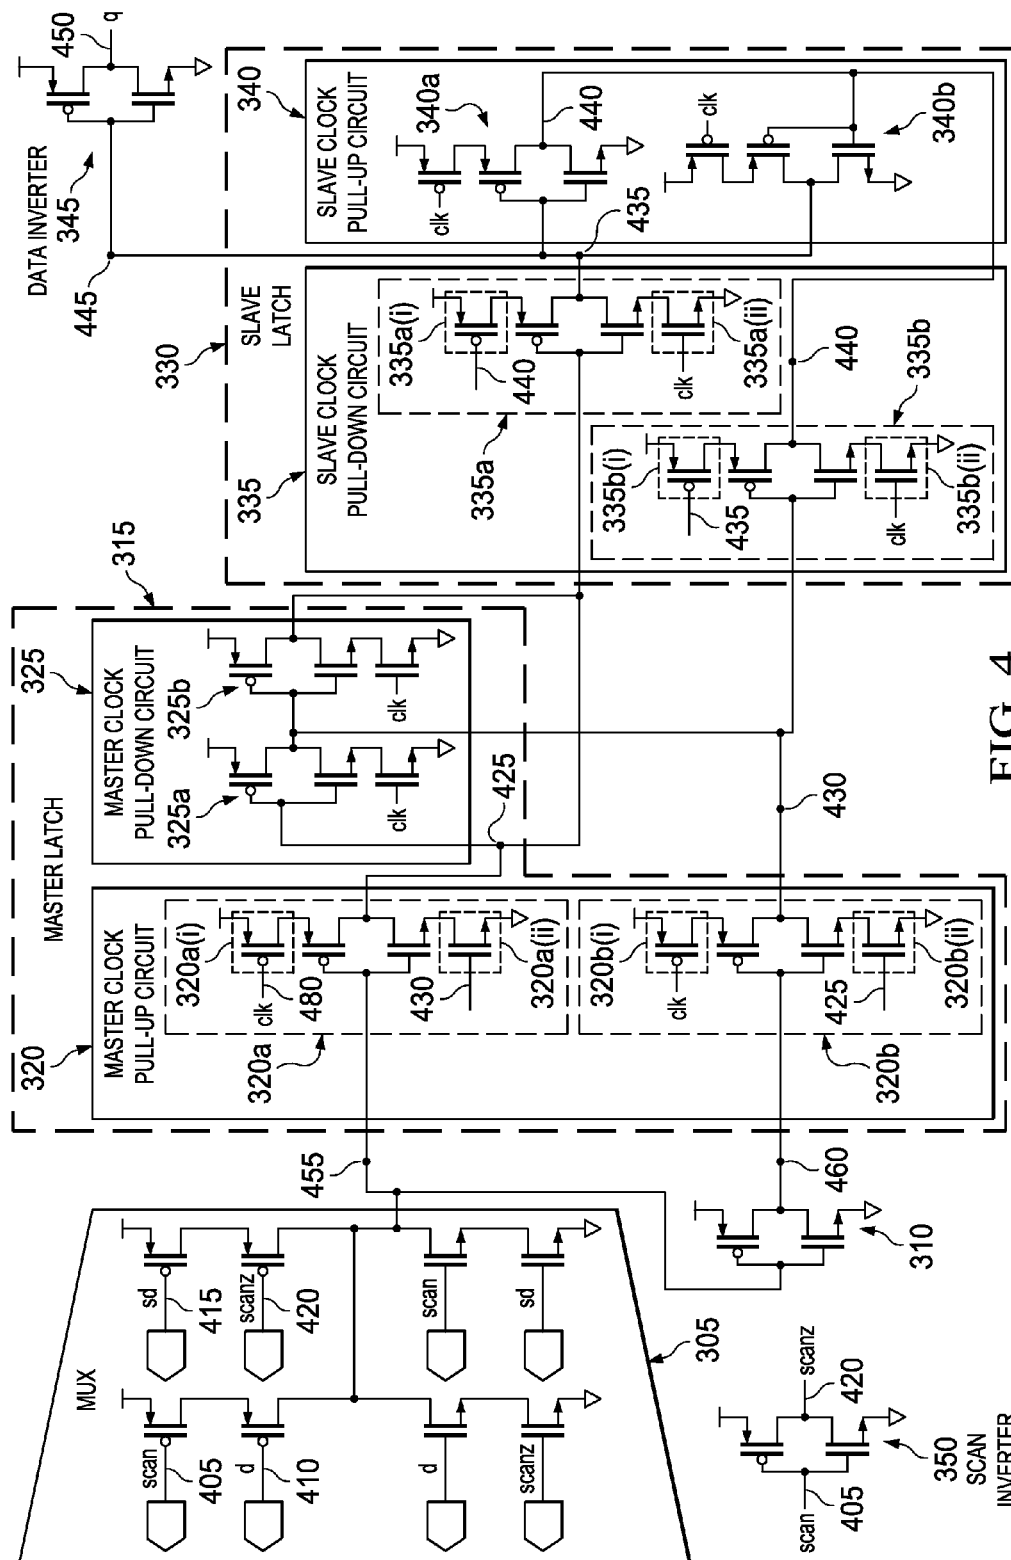 MUX
scan
405
d
410
d
scanz
sd
415
scanz
420
scan
sd
305
scan
405
scanz
420
350
SCAN
INVERTER
310
455
460
MASTER LATCH
315
320
MASTER CLOCK
PULL-UP CIRCUIT
320a(i)
clk
480
430
320a(ii)
320a
320b(i)
clk
425
320b(ii)
320b
425
430
325
MASTER CLOCK
PULL-DOWN CIRCUIT
325a
clk
325b
clk
330
SLAVE
LATCH
335
SLAVE CLOCK
PULL-DOWN CIRCUIT
335a(i)
440
clk
335a(ii)
335a
335b(i)
435
clk
335b(ii)
335b
440
435
340
SLAVE CLOCK
PULL-UP CIRCUIT
340a
clk
440
clk
340b
DATA INVERTER
345
445
450
q
FIG. 4